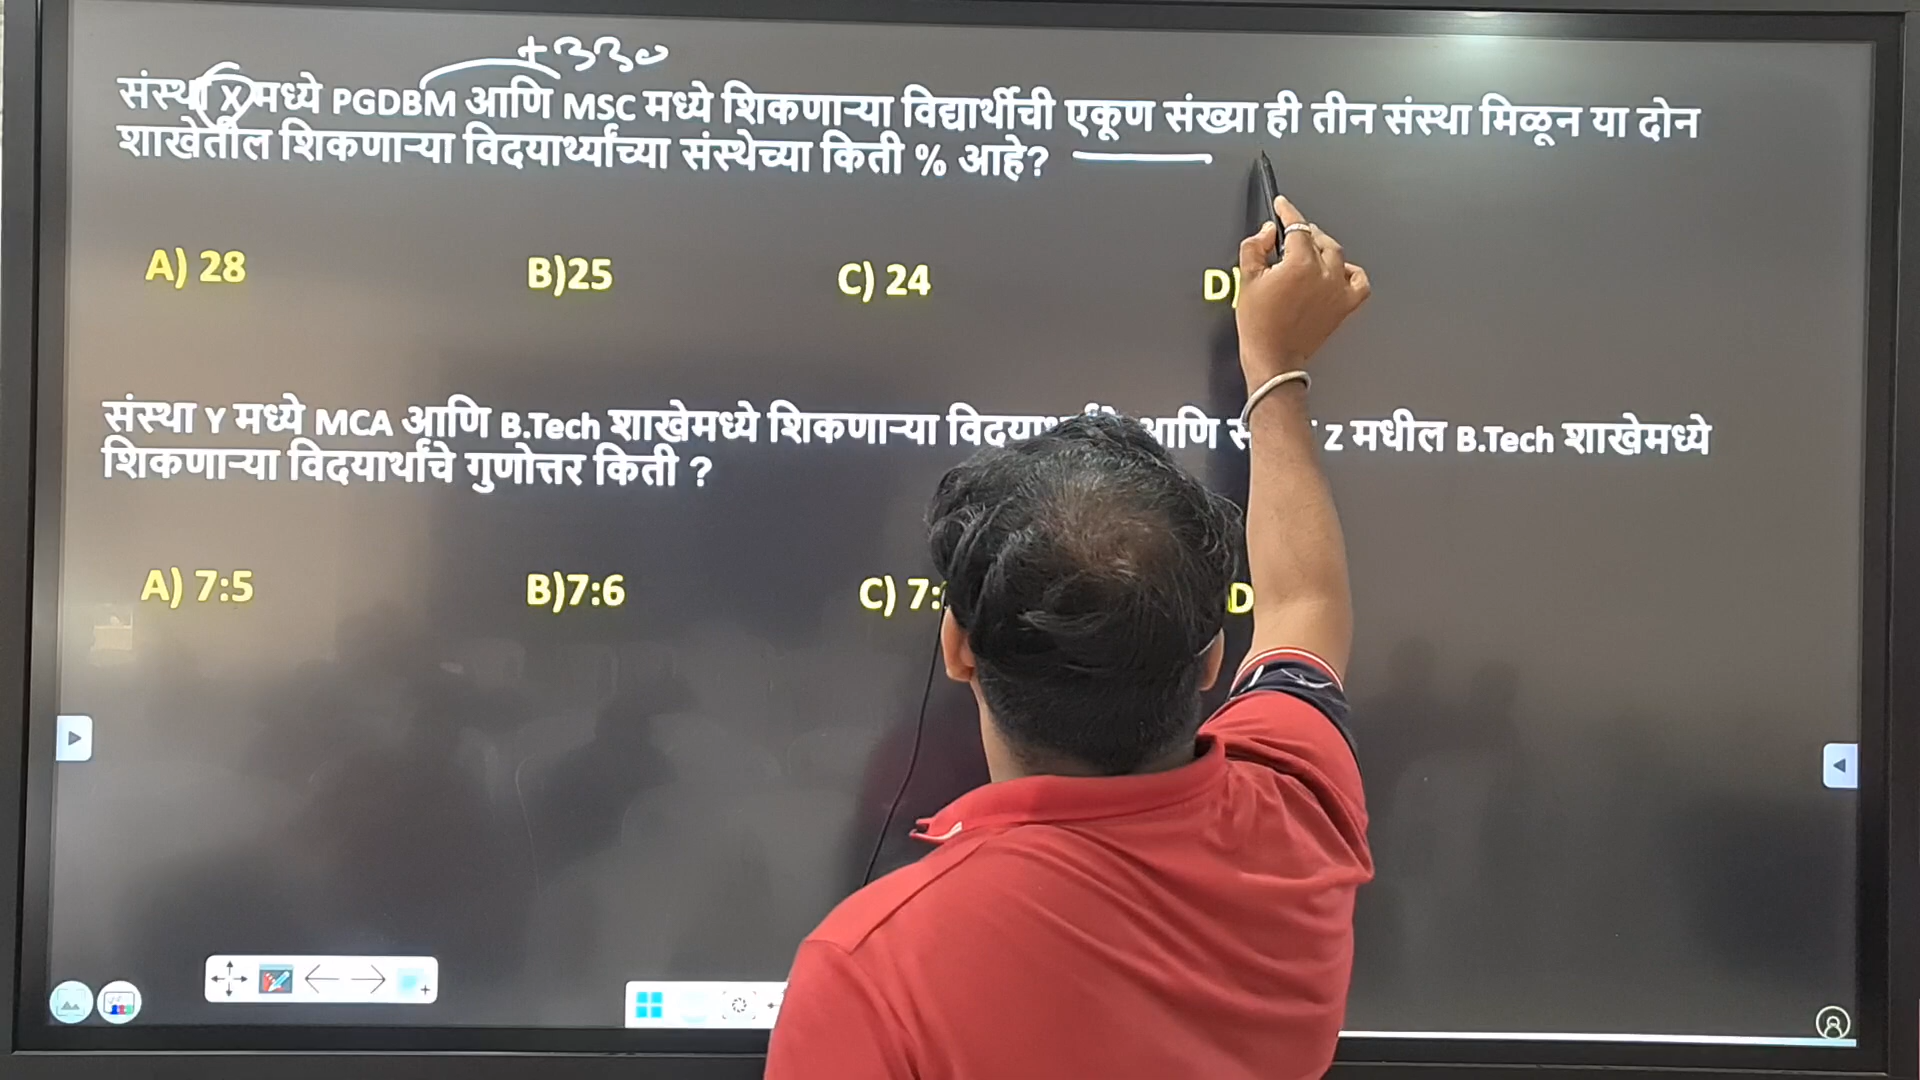 +330
संस्था X मध्ये PGDBM आणि MSC मध्ये शिकणाऱ्या विद्यार्थीची एकूण संख्या ही तीन संस्था मिळून या दोन
शाखेतील शिकणाऱ्या विदयार्थ्यांच्या संस्थेच्या किती % आहे?
A) 28 B)25 C) 24 D)
संस्था Y मध्ये MCA आणि B.Tech शाखेमध्ये शिकणाऱ्या आणि Z मधील B.Tech शाखेमध्ये
शिकणाऱ्या विदयार्थांचे गुणोत्तर किती ?
A) 7:5 B)7:6 C) 7: D